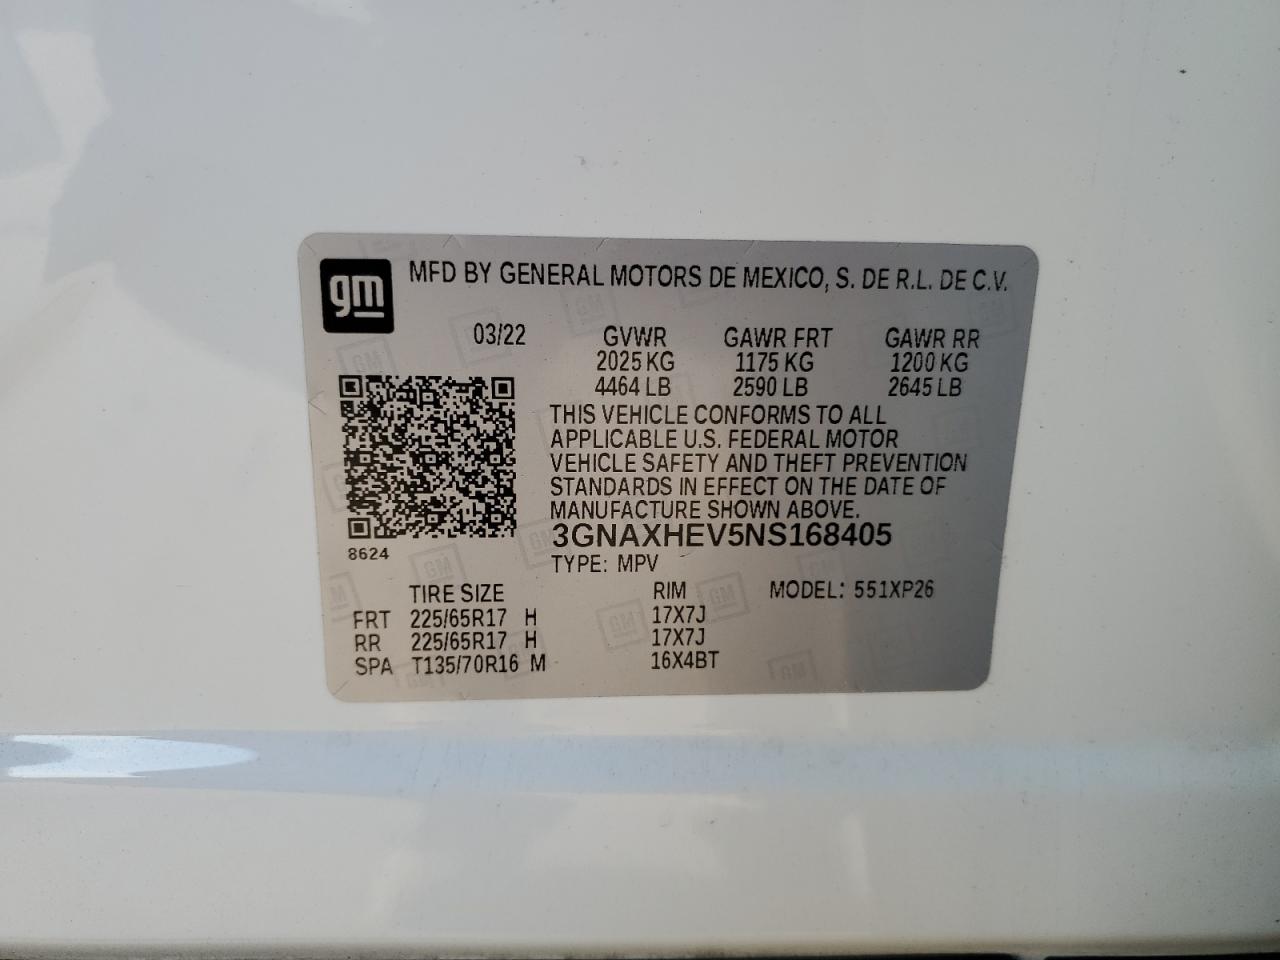 gm
MFD BY GENERAL MOTORS DE MEXICO, S. DE R.L. DE C.V.
03/22 GVWR GAWR FRT GAWR RR
2025 KG 1175 KG 1200 KG
4464 LB 2590 LB 2645 LB
THIS VEHICLE CONFORMS TO ALL
APPLICABLE U.S. FEDERAL MOTOR
VEHICLE SAFETY AND THEFT PREVENTION
STANDARDS IN EFFECT ON THE DATE OF
MANUFACTURE SHOWN ABOVE.
3GNAXHEV5NS168405
8624
TYPE: MPV
TIRE SIZE RIM MODEL: 551XP26
FRT 225/65R17 H 17X7J
RR 225/65R17 H 17X7J
SPA T135/70R16 M 16X4BT